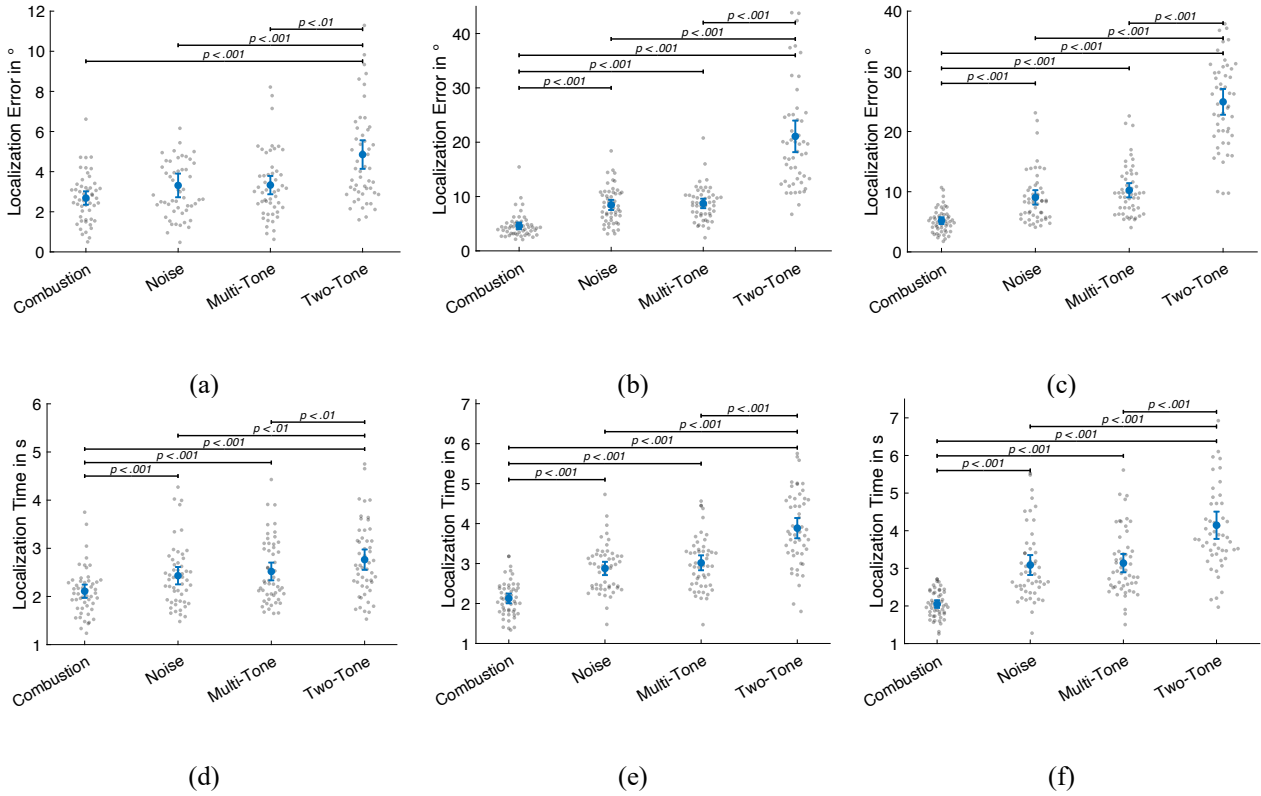 Localization Error in °
12
10
8
6
4
2
0
p < .01
p < .001
p < .001
Combustion
Noise
Multi-Tone
Two-Tone
(a)
Localization Error in °
40
30
20
10
0
p < .001
p < .001
p < .001
p < .001
p < .001
Combustion
Noise
Multi-Tone
Two-Tone
(b)
Localization Error in °
40
30
20
10
0
p < .001
p < .001
p < .001
p < .001
p < .001
Combustion
Noise
Multi-Tone
Two-Tone
(c)
Localization Time in s
6
5
4
3
2
1
p < .01
p < .01
p < .001
p < .001
p < .001
Combustion
Noise
Multi-Tone
Two-Tone
(d)
Localization Time in s
7
6
5
4
3
2
1
p < .001
p < .001
p < .001
p < .001
p < .001
Combustion
Noise
Multi-Tone
Two-Tone
(e)
Localization Time in s
7
6
5
4
3
2
1
p < .001
p < .001
p < .001
p < .001
p < .001
Combustion
Noise
Multi-Tone
Two-Tone
(f)